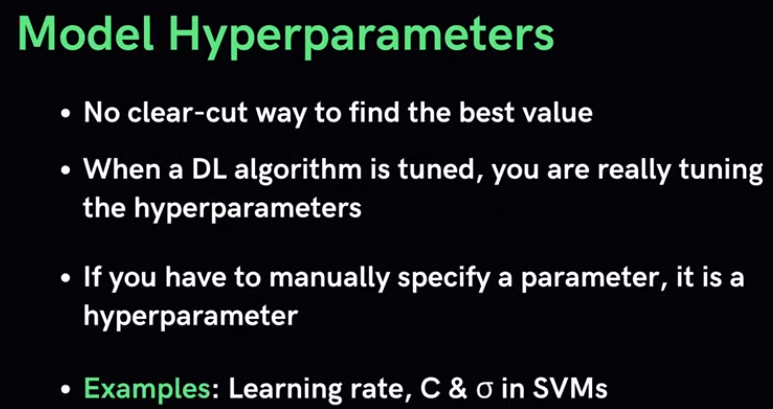 Model Hyperparameters
• No clear-cut way to find the best value
• When a DL algorithm is tuned, you are really tuning
the hyperparameters
• If you have to manually specify a parameter, it is a
hyperparameter
• Examples: Learning rate, C & σ in SVMs